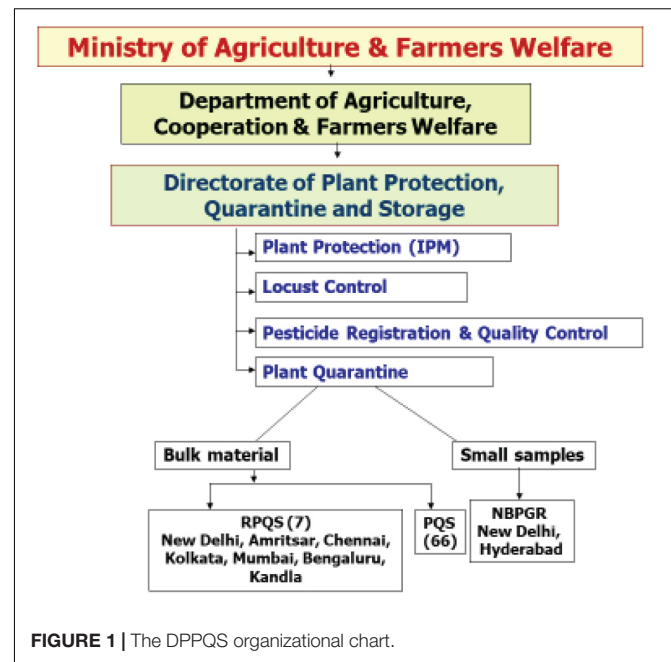 Ministry of Agriculture & Farmers Welfare
Department of Agriculture,
Cooperation & Farmers Welfare
Directorate of Plant Protection,
Quarantine and Storage
Plant Protection (IPM)
Locust Control
Pesticide Registration & Quality Control
Plant Quarantine
Bulk material
Small samples
RPQS (7)
New Delhi, Amritsar, Chennai,
Kolkata, Mumbai, Bengaluru,
Kandla
PQS
(66)
NBPGR
New Delhi,
Hyderabad
FIGURE 1 | The DPPQS organizational chart.